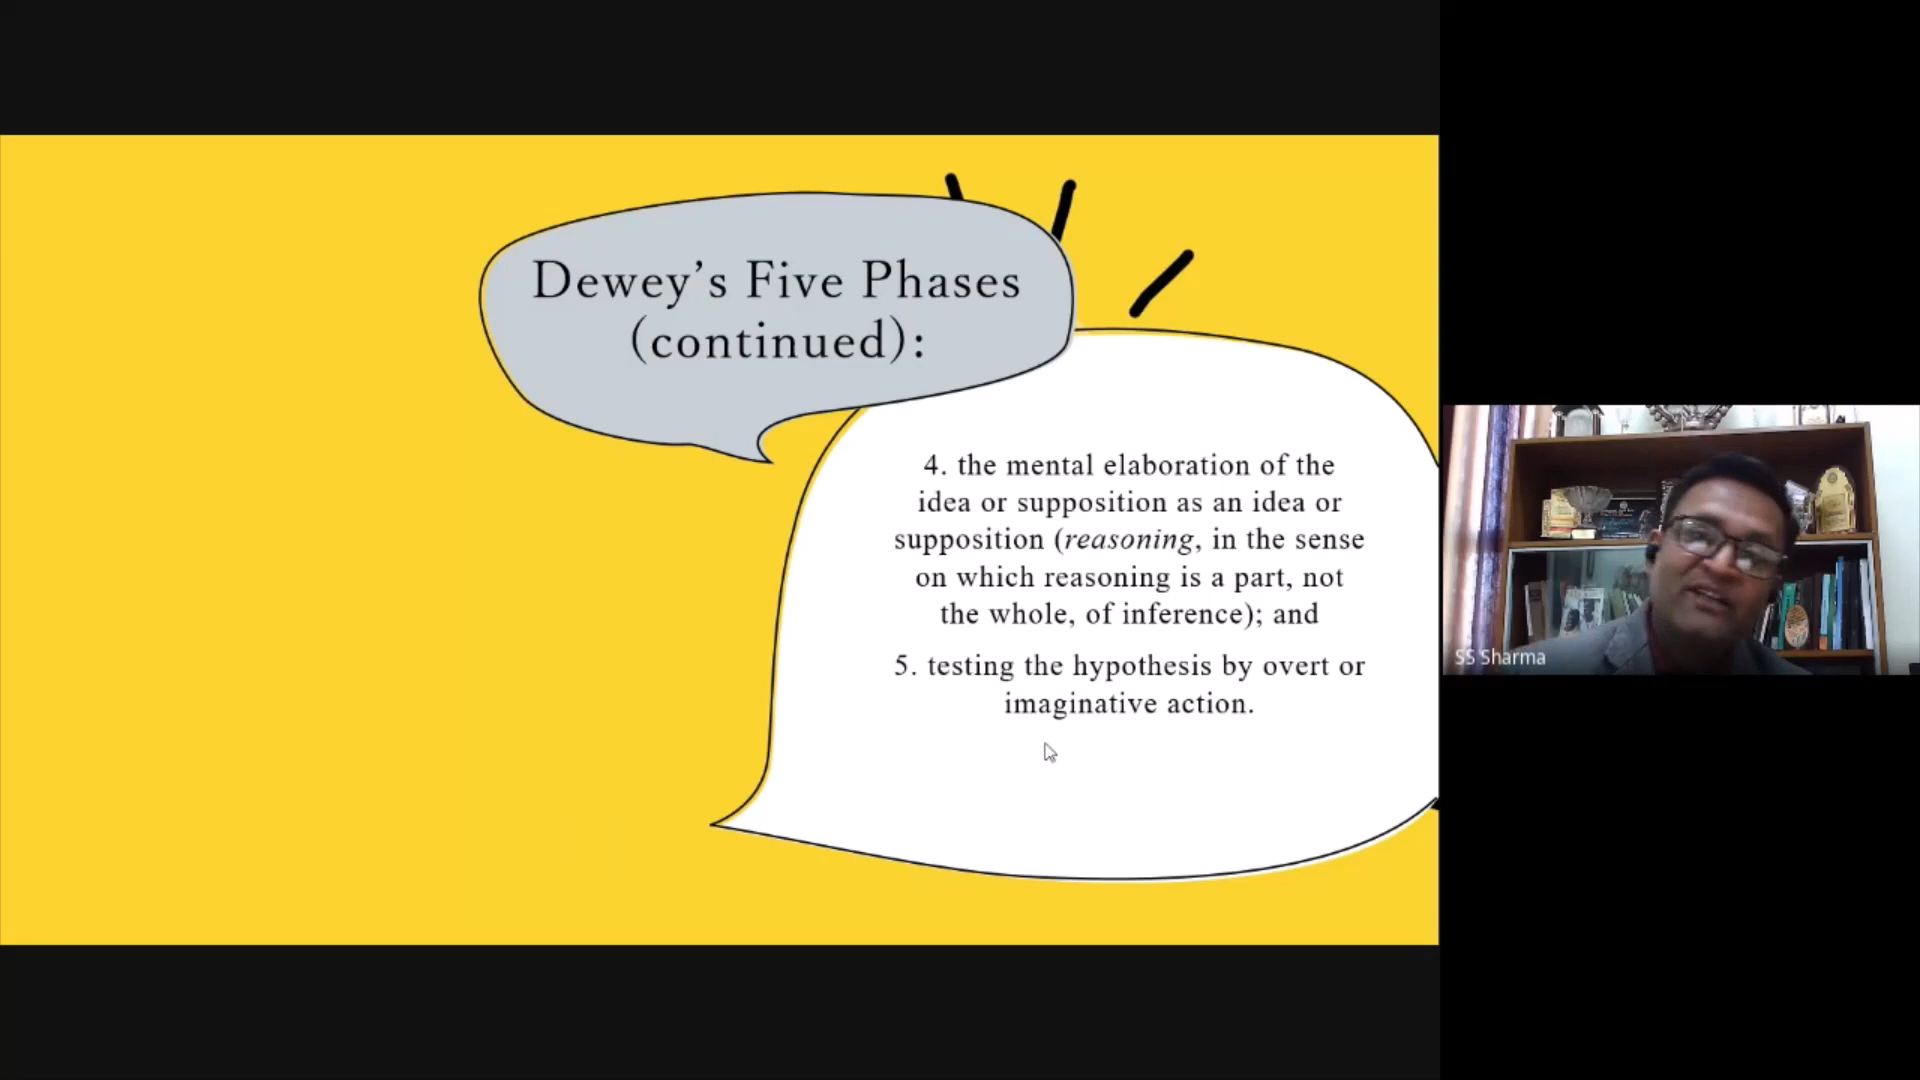 Dewey’s Five Phases
(continued):
4. the mental elaboration of the
idea or supposition as an idea or
supposition (reasoning, in the sense
on which reasoning is a part, not
the whole, of inference); and
5. testing the hypothesis by overt or
imaginative action.
SS Sharma